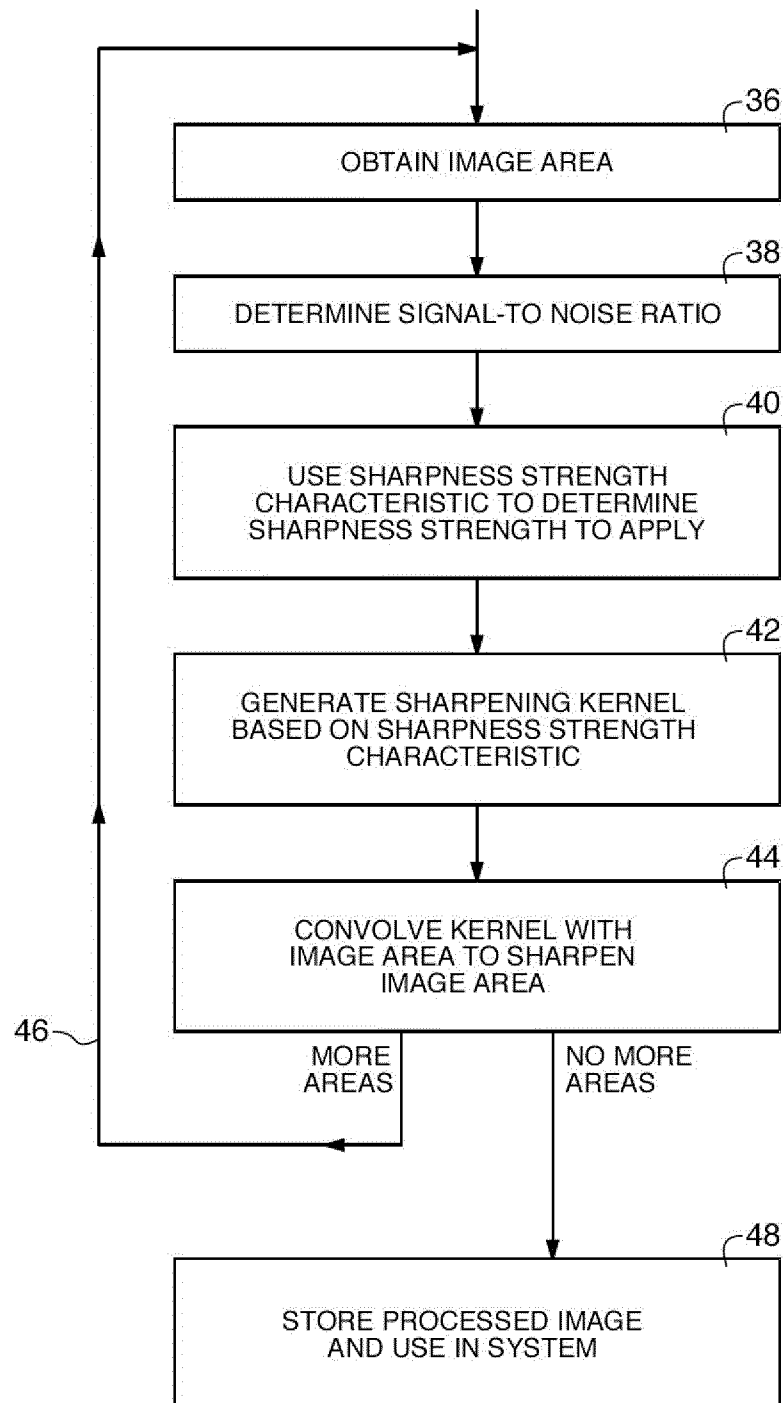 36
OBTAIN IMAGE AREA
38
DETERMINE SIGNAL-TO NOISE RATIO
40
USE SHARPNESS STRENGTH
CHARACTERISTIC TO DETERMINE
SHARPNESS STRENGTH TO APPLY
42
GENERATE SHARPENING KERNEL
BASED ON SHARPNESS STRENGTH
CHARACTERISTIC
44
CONVOLVE KERNEL WITH
IMAGE AREA TO SHARPEN
IMAGE AREA
46
MORE
AREAS
NO MORE
AREAS
48
STORE PROCESSED IMAGE
AND USE IN SYSTEM